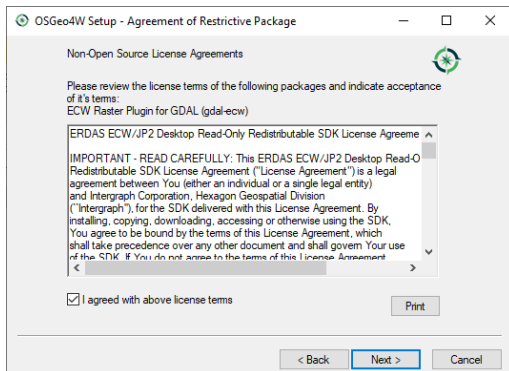 OSGeo4W Setup - Agreement of Restrictive Package
Non-Open Source License Agreements
Please review the license terms of the following packages and indicate acceptance
of it's terms:
ECW Raster Plugin for GDAL (gdal-ecw)
ERDAS ECW/JP2 Desktop Read-Only Redistributable SDK License Agreeme
IMPORTANT - READ CAREFULLY: This ERDAS ECW/JP2 Desktop Read-O
Redistributable SDK License Agreement ("License Agreement") is a legal
agreement between You (either an individual or a single legal entity)
and Intergraph Corporation, Hexagon Geospatial Division
(''Intergraph''), for the SDK delivered with this License Agreement. By
installing, copying, downloading, accessing or otherwise using the SDK,
You agree to be bound by the terms of this License Agreement, which
shall take precedence over any other document and shall govern Your use
of the SDK. If You do not agree to the terms of this License Agreement
I agreed with above license terms
Print
< Back
Next >
Cancel